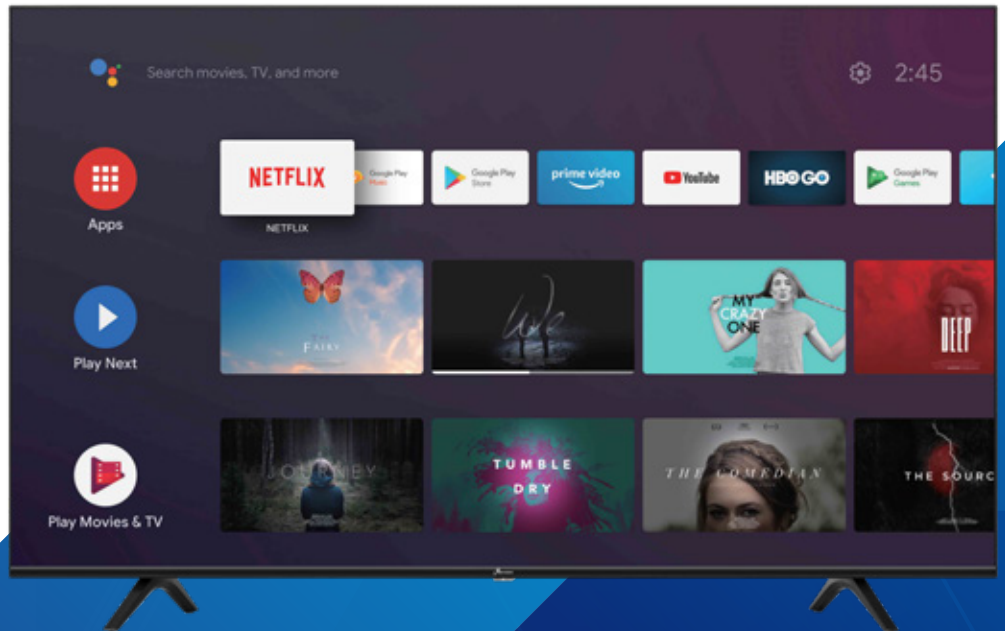 Search movies, TV, and more
2:45
NETFLIX
Google Play
Google Play
Store
prime video
YouTube
HBO GO
Google Play
Games
Apps
NETFLIX
THE
FAIRY
Live
MY
CRAZY
ONE
DEEP
Play Next
JOURNEY
TUMBLE
DRY
THE COMEDIAN
THE SOURC
Play Movies & TV